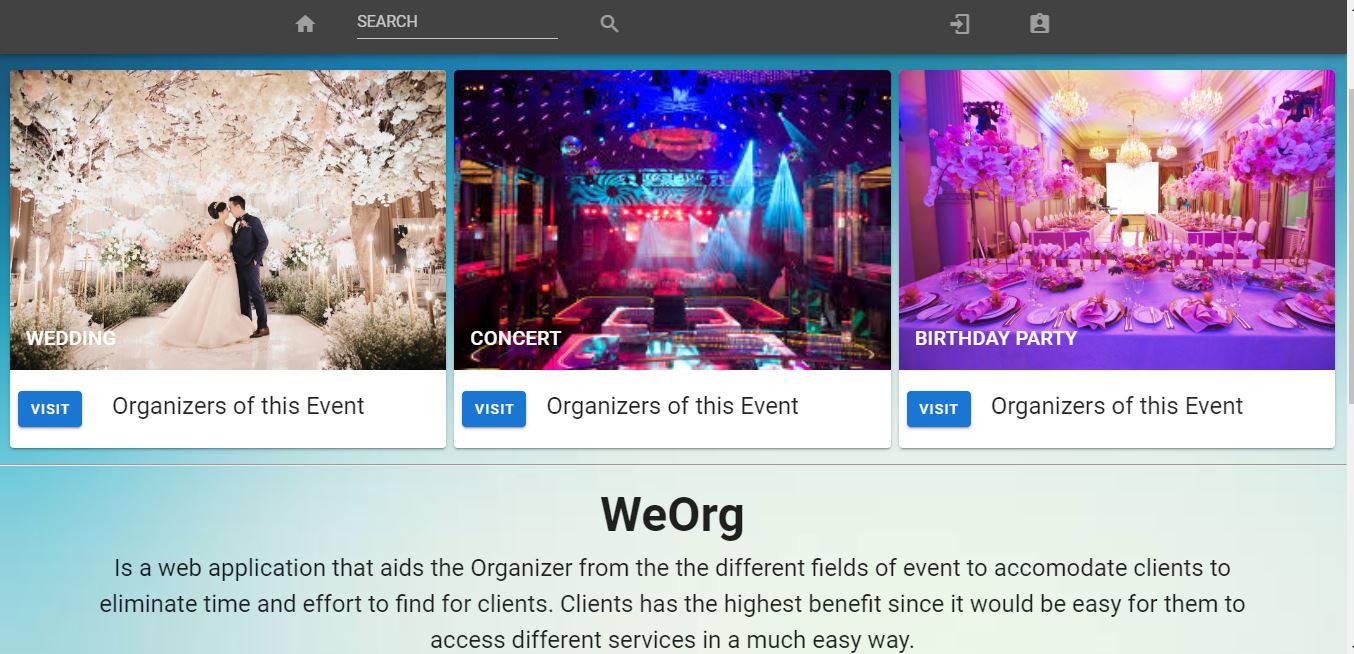 SEARCH
WEDDING
CONCERT
BIRTHDAY PARTY
VISIT Organizers of this Event
VISIT Organizers of this Event
VISIT Organizers of this Event
WeOrg
Is a web application that aids the Organizer from the the different fields of event to accomodate clients to
eliminate time and effort to find for clients. Clients has the highest benefit since it would be easy for them to
access different services in a much easy way.